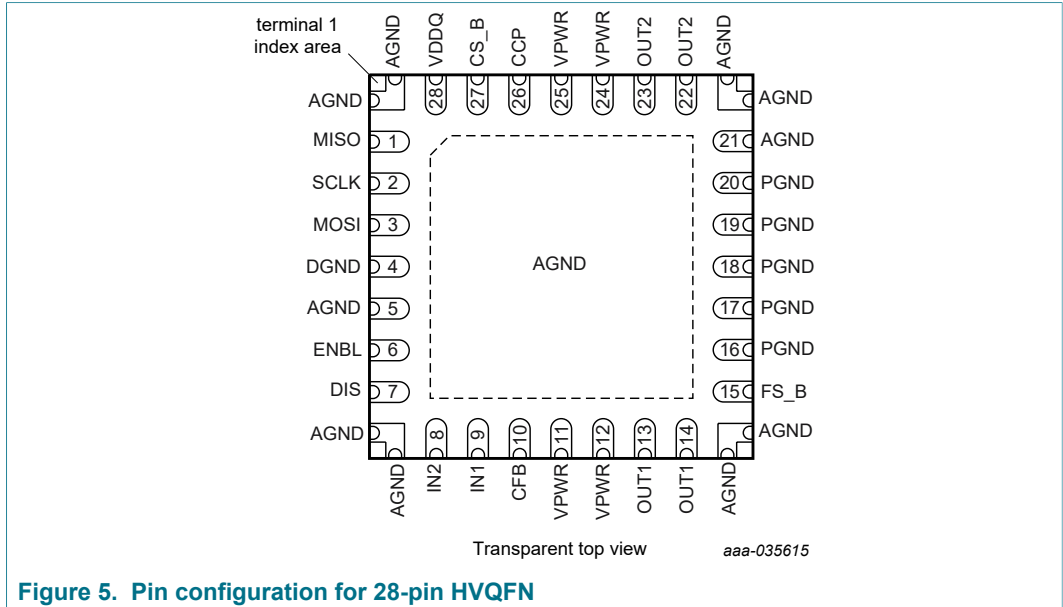 terminal 1
index area
AGND
VDDQ
CS_B
CCP
VPWR
VPWR
OUT2
OUT2
AGND
28
27
26
25
24
23
22
AGND
AGND
MISO 1
21 AGND
SCLK 2
20 PGND
MOSI 3
19 PGND
DGND 4
AGND
18 PGND
AGND 5
17 PGND
ENBL 6
16 PGND
DIS 7
15 FS_B
AGND
AGND
8
9
10
11
12
13
14
AGND
IN2
IN1
CFB
VPWR
VPWR
OUT1
OUT1
AGND
Transparent top view
aaa-035615
Figure 5. Pin configuration for 28-pin HVQFN